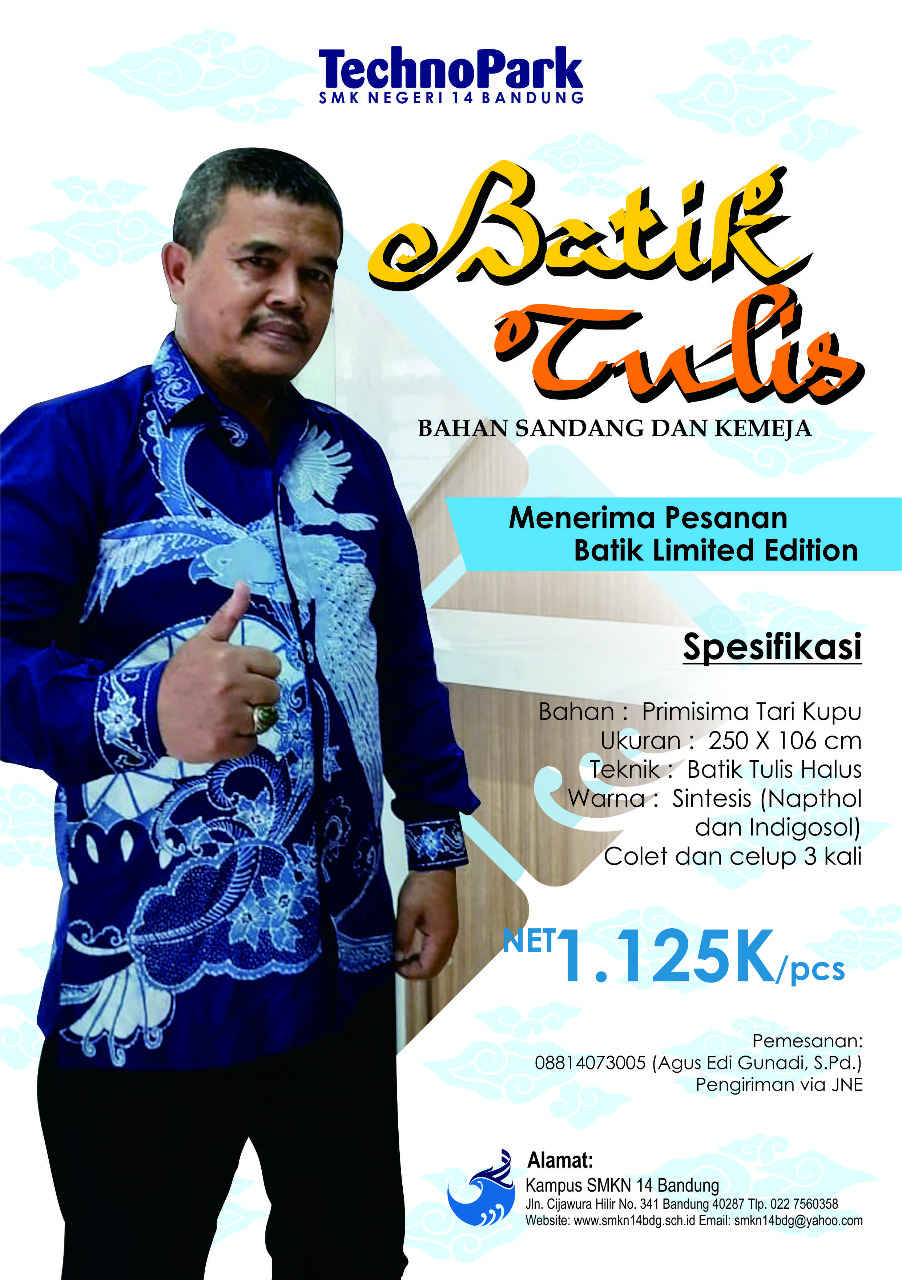 TechnoPark
SMK NEGERI 14 BANDUNG
Batik
Tulis
BAHAN SANDANG DAN KEMEJA
Menerima Pesanan
Batik Limited Edition
Spesifikasi
Bahan : Primisima Tari Kupu
Ukuran : 250 X 106 cm
Teknik : Batik Tulis Halus
Warna : Sintesis (Napthol
dan Indigosol)
Colet dan celup 3 kali
NET 1.125K/pcs
Pemesanan:
08814073005 (Agus Edi Gunadi, S.Pd.)
Pengiriman via JNE
Alamat:
Kampus SMKN 14 Bandung
Jln. Cijawura Hilir No. 341 Bandung 40287 Tlp. 022 7560358
Website: www.smkn14bdg.sch.id Email: smkn14bdg@yahoo.com